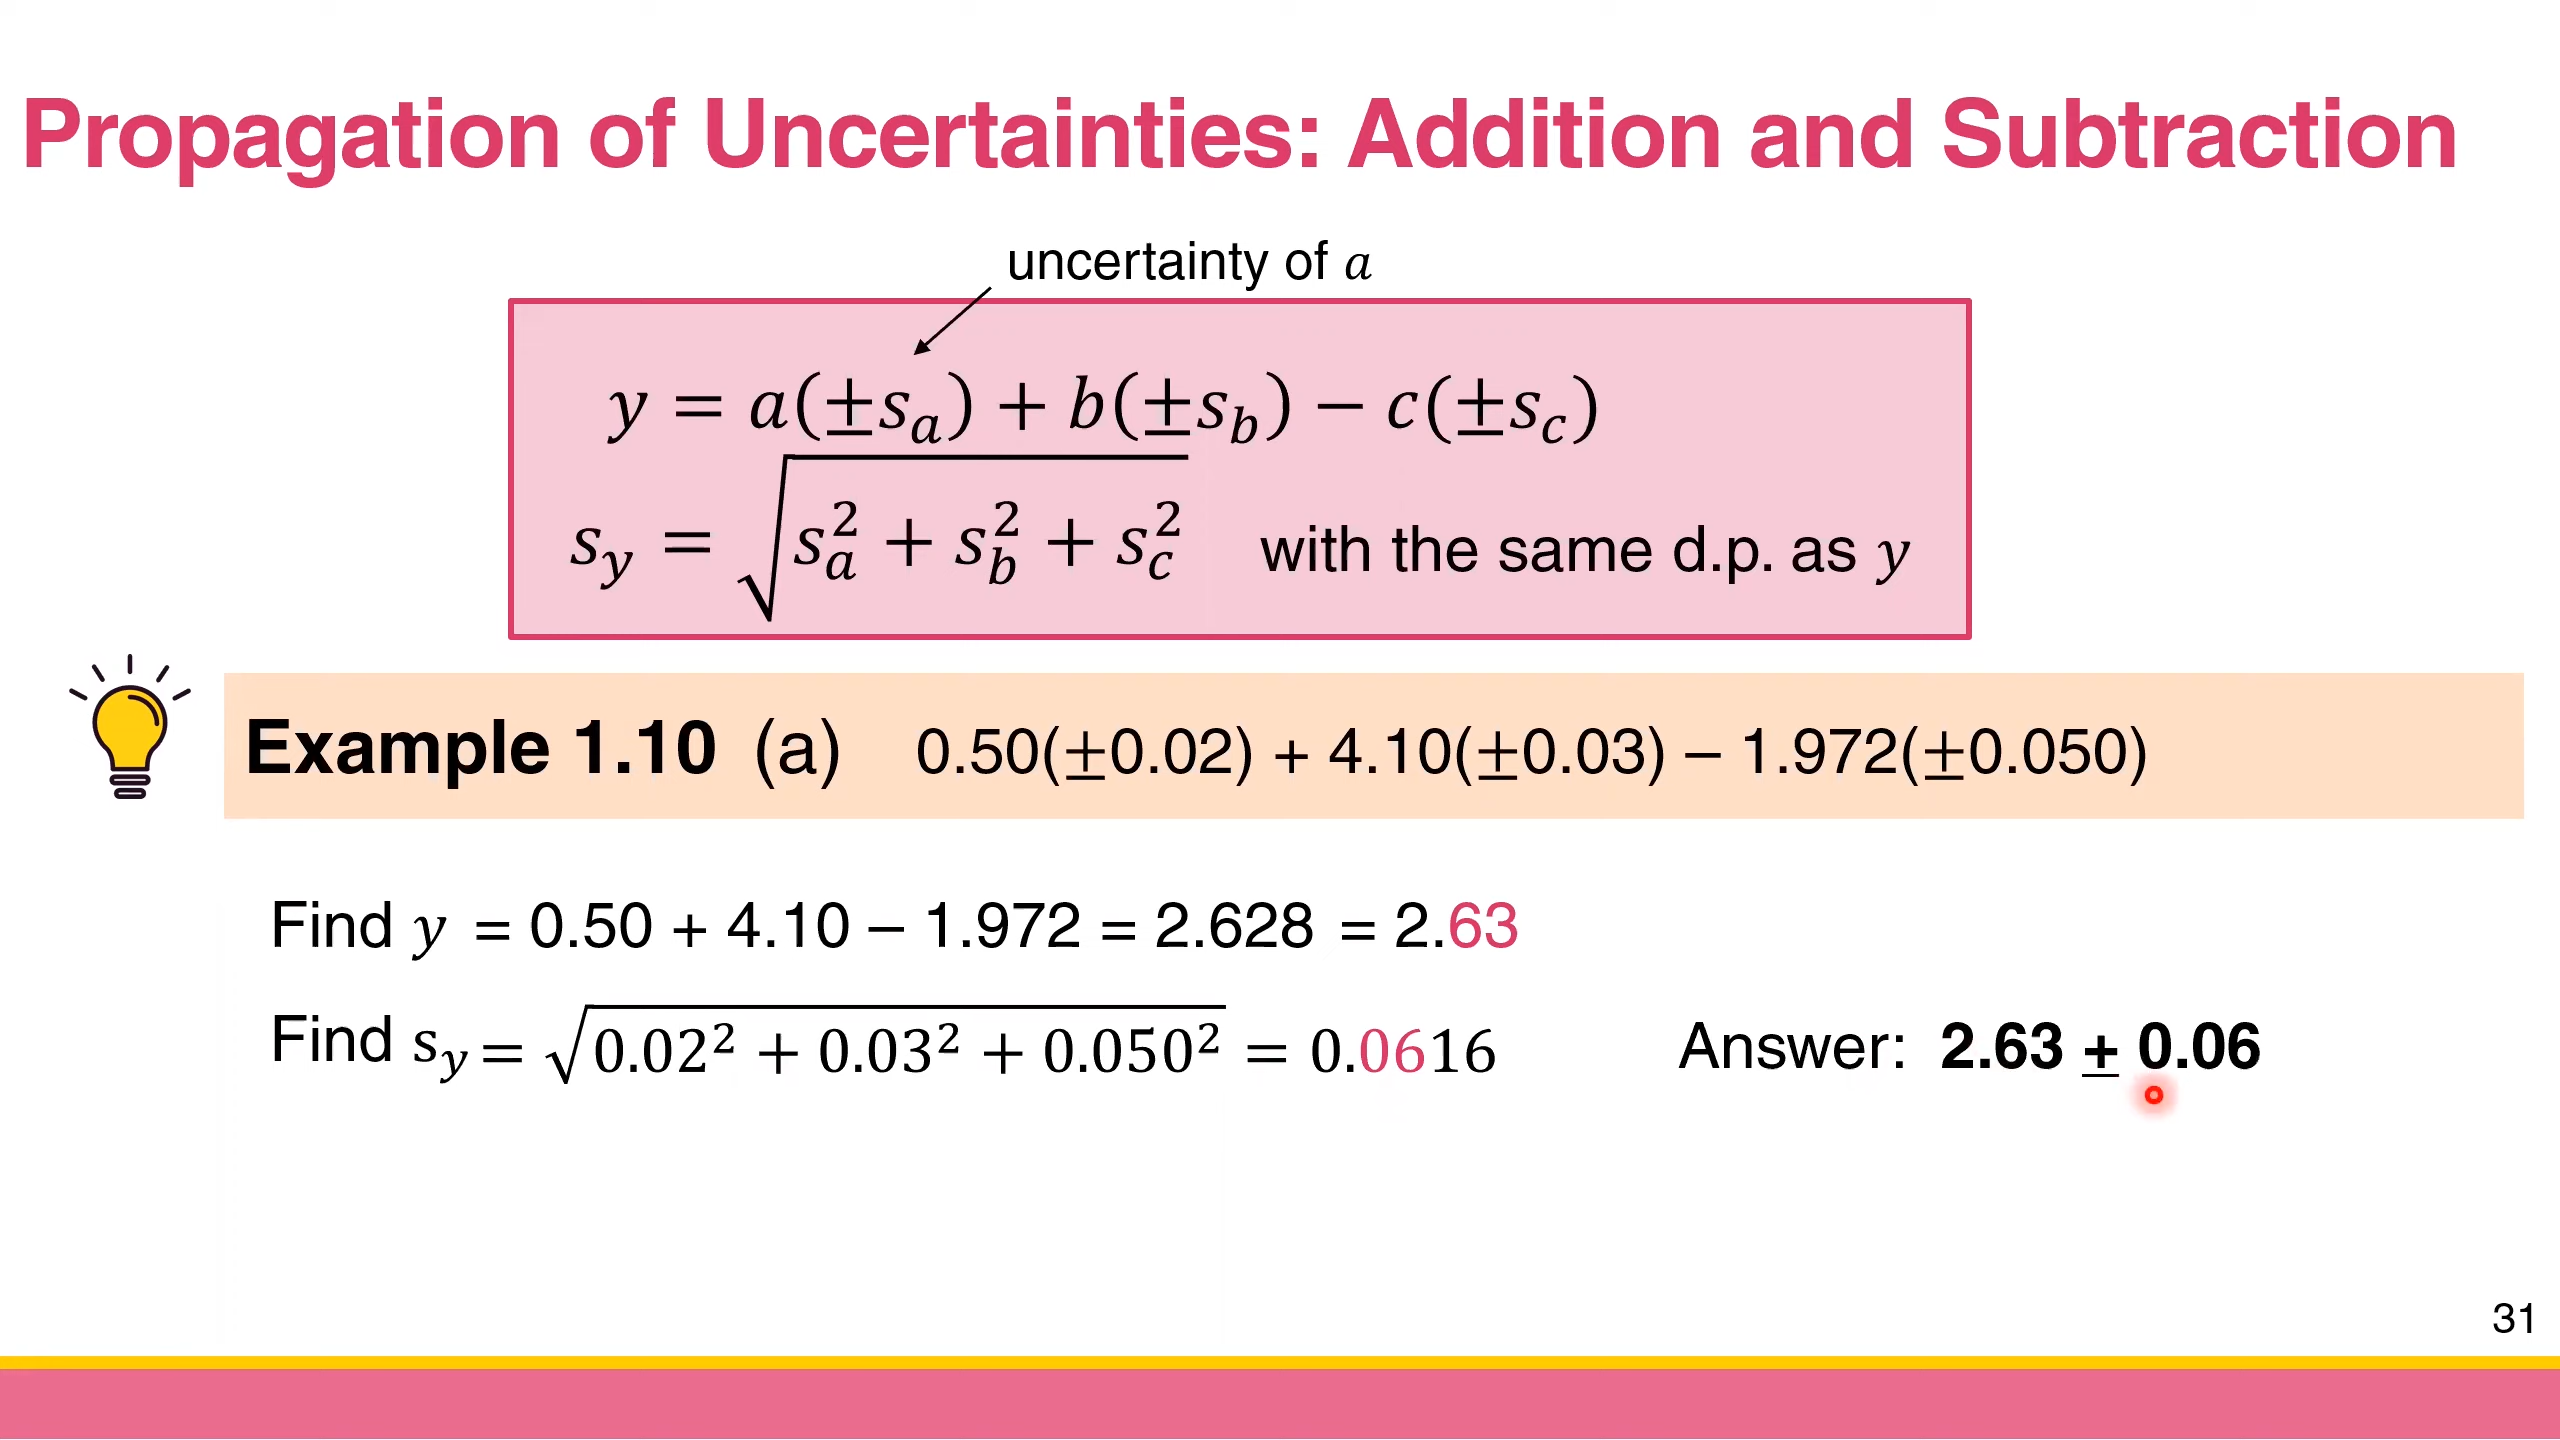 Propagation of Uncertainties: Addition and Subtraction
uncertainty of a
y = a(±sₐ) + b(±s_b) − c(±s_c)
s_y = √(sₐ² + s_b² + s_c²) with the same d.p. as y
Example 1.10 (a) 0.50(±0.02) + 4.10(±0.03) – 1.972(±0.050)
Find y = 0.50 + 4.10 – 1.972 = 2.628 = 2.63
Find s_y = √(0.02² + 0.03² + 0.050²) = 0.0616 Answer: 2.63 ± 0.06
31